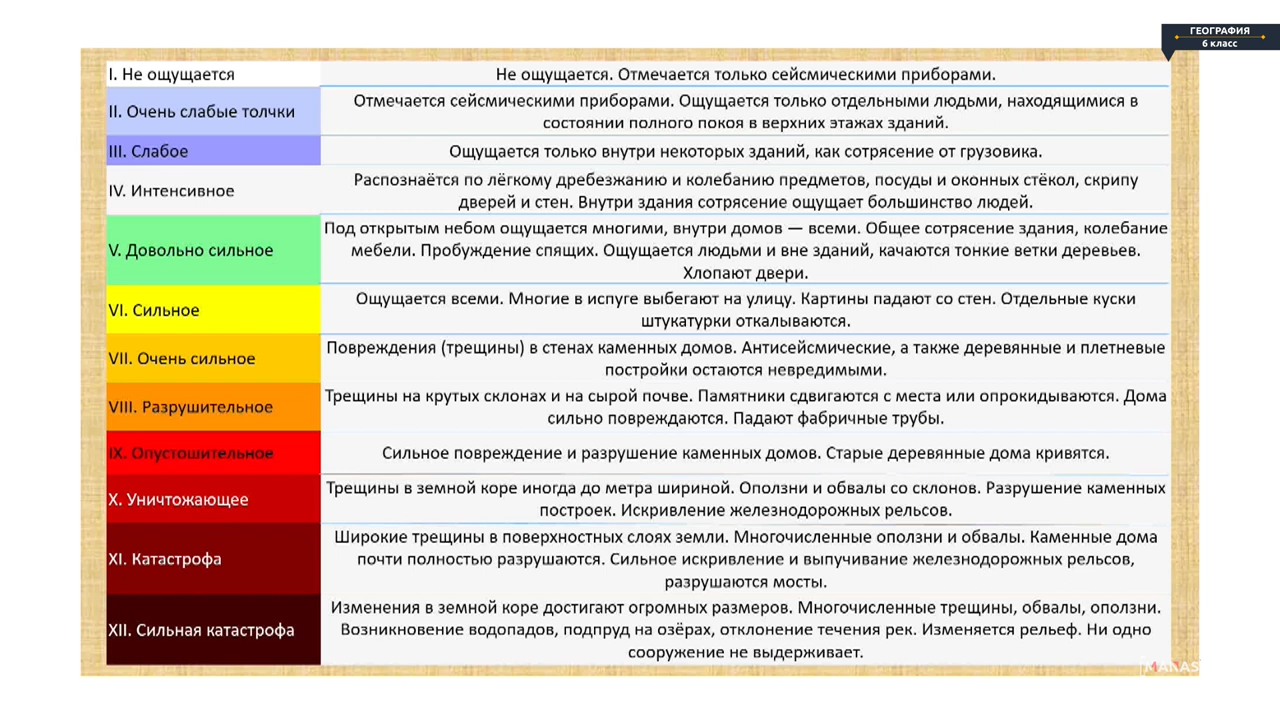 ГЕОГРАФИЯ
6 класс
I. Не ощущается
Не ощущается. Отмечается только сейсмическими приборами.
II. Очень слабые толчки
Отмечается сейсмическими приборами. Ощущается только отдельными людьми, находящимися в
состоянии полного покоя в верхних этажах зданий.
III. Слабое
Ощущается только внутри некоторых зданий, как сотрясение от грузовика.
IV. Интенсивное
Распознаётся по лёгкому дребезжанию и колебанию предметов, посуды и оконных стёкол, скрипу
дверей и стен. Внутри здания сотрясение ощущает большинство людей.
V. Довольно сильное
Под открытым небом ощущается многими, внутри домов — всеми. Общее сотрясение здания, колебание
мебели. Пробуждение спящих. Ощущается людьми и вне зданий, качаются тонкие ветки деревьев.
Хлопают двери.
VI. Сильное
Ощущается всеми. Многие в испуге выбегают на улицу. Картины падают со стен. Отдельные куски
штукатурки откалываются.
VII. Очень сильное
Повреждения (трещины) в стенах каменных домов. Антисейсмические, а также деревянные и плетневые
постройки остаются невредимыми.
VIII. Разрушительное
Трещины на крутых склонах и на сырой почве. Памятники сдвигаются с места или опрокидываются. Дома
сильно повреждаются. Падают фабричные трубы.
IX. Опустошительное
Сильное повреждение и разрушение каменных домов. Старые деревянные дома кривятся.
X. Уничтожающее
Трещины в земной коре иногда до метра шириной. Оползни и обвалы со склонов. Разрушение каменных
построек. Искривление железнодорожных рельсов.
XI. Катастрофа
Широкие трещины в поверхностных слоях земли. Многочисленные оползни и обвалы. Каменные дома
почти полностью разрушаются. Сильное искривление и выпучивание железнодорожных рельсов,
разрушаются мосты.
XII. Сильная катастрофа
Изменения в земной коре достигают огромных размеров. Многочисленные трещины, обвалы, оползни.
Возникновение водопадов, подпруд на озёрах, отклонение течения рек. Изменяется рельеф. Ни одно
сооружение не выдерживает.
MANAS